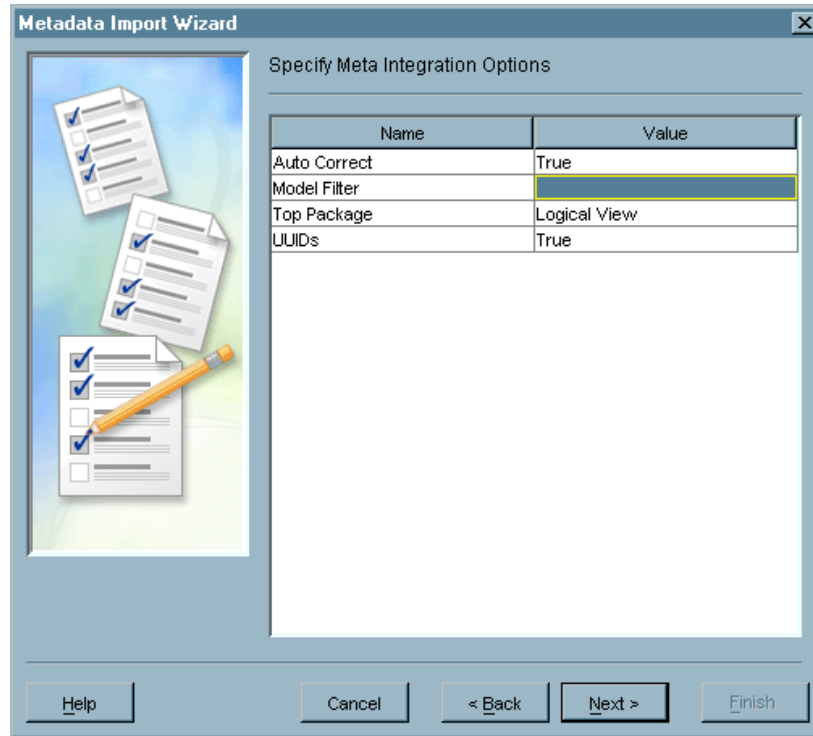 Metadata Import Wizard
Specify Meta Integration Options
Name Value
Auto Correct True
Model Filter
Top Package Logical View
UUIDs True
Help Cancel < Back Next > Finish